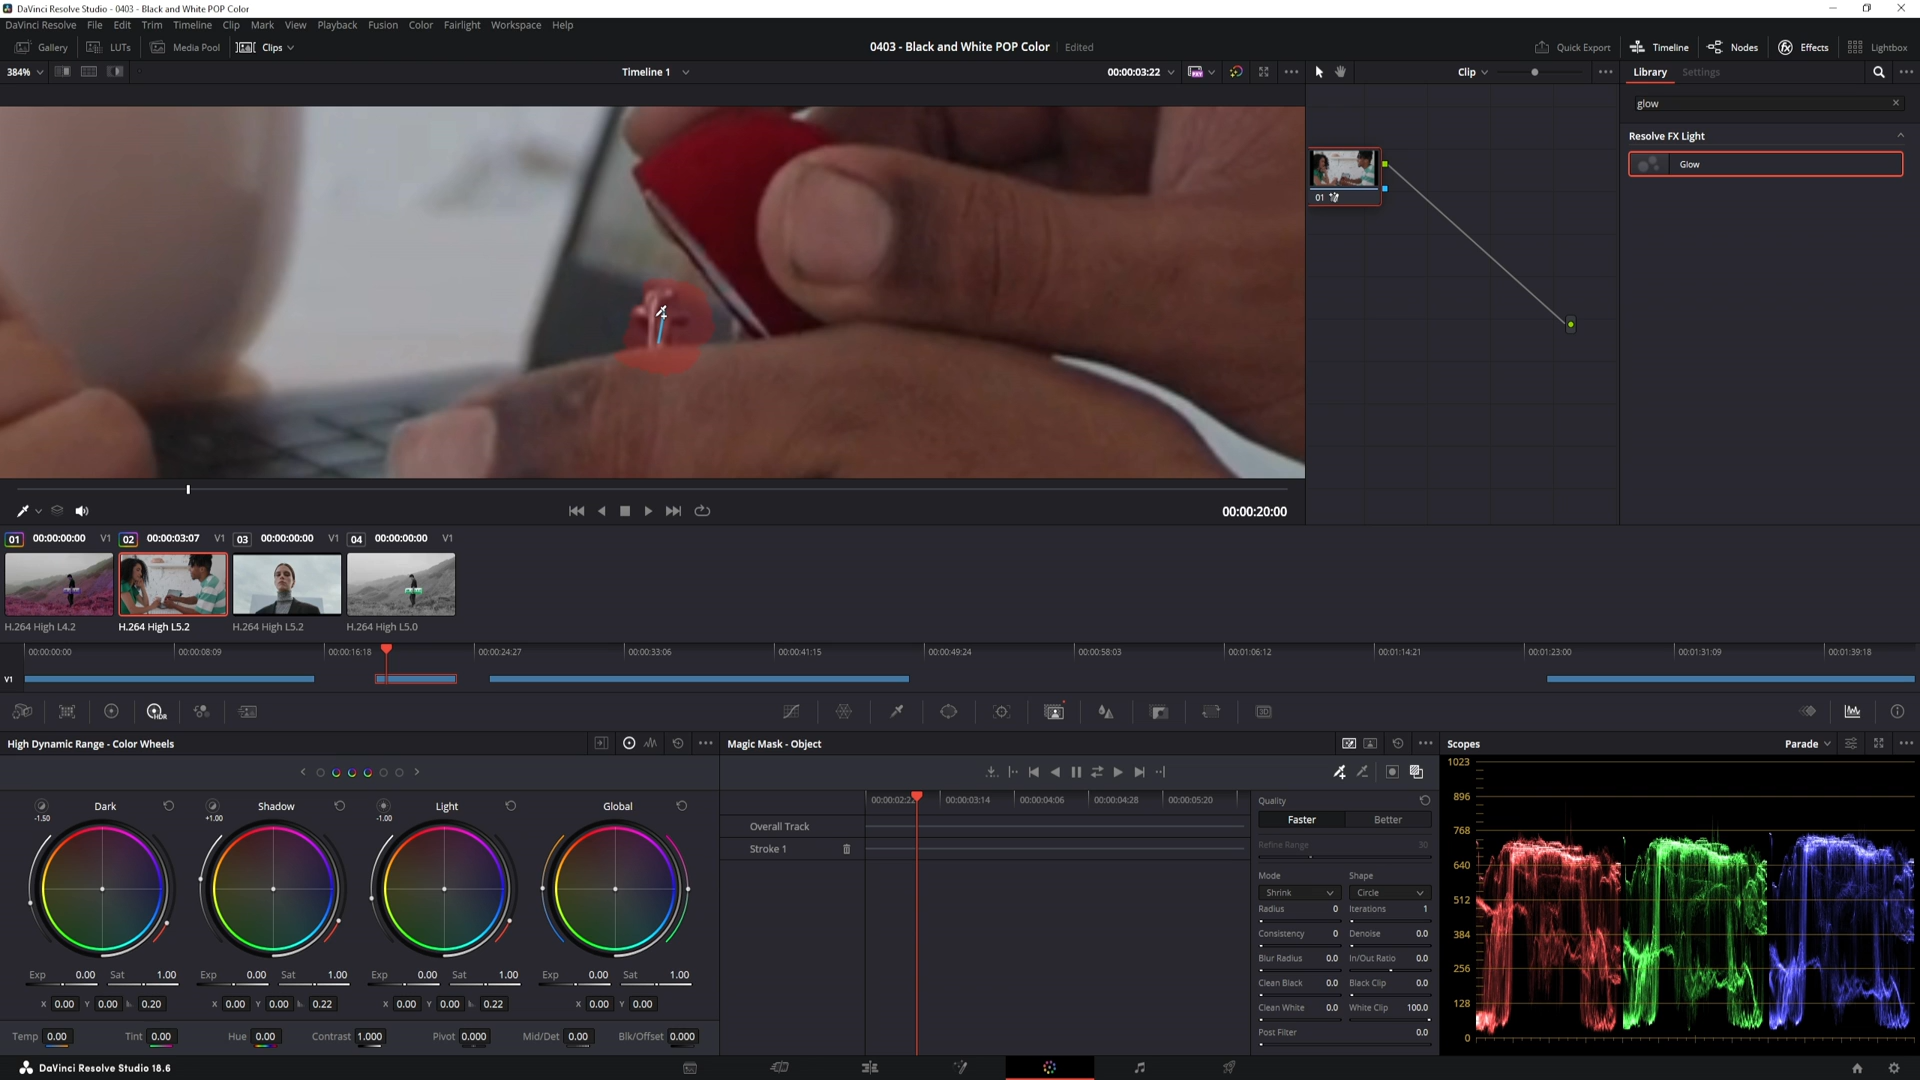 DaVinci Resolve Studio - 0403 - Black and White POP Color
DaVinci Resolve File Edit Trim Timeline Clip Mark View Playback Fusion Color Fairlight Workspace Help
Gallery LUTs Media Pool Clips 0403 - Black and White POP Color Edited Quick Export Timeline Nodes Effects Lightbox
384% Timeline 1 00:00:03:22 Clip Library Settings
glow
Resolve FX Light
Glow
01
00:00:20:00
01 00:00:00:00 V1 02 00:00:03:07 V1 03 00:00:00:00 V1 04 00:00:00:00 V1
H.264 High L4.2 H.264 High L5.2 H.264 High L5.2 H.264 High L5.0
00:00:00:00 00:00:08:09 00:00:16:18 00:00:24:27 00:00:33:06 00:00:41:15 00:00:49:24 00:00:58:03 00:01:06:12 00:01:14:21 00:01:23:00 00:01:31:09 00:01:39:18
V1
HDR 3D
High Dynamic Range - Color Wheels Magic Mask - Object Scopes Parade
Dark Shadow Light Global
-1.50 +1.00 -1.00
Exp 0.00 Sat 1.00 Exp 0.00 Sat 1.00 Exp 0.00 Sat 1.00 Exp 0.00 Sat 1.00
X 0.00 Y 0.00 0.20 X 0.00 Y 0.00 0.22 X 0.00 Y 0.00 0.22 X 0.00 Y 0.00
Temp 0.00 Tint 0.00 Hue 0.00 Contrast 1.000 Pivot 0.000 Mid/Det 0.00 Blk/Offset 0.000
00:00:02:22 00:00:03:14 00:00:04:06 00:00:04:28 00:00:05:20
Overall Track
Stroke 1
Quality
Faster Better
Refine Range 30
Mode Shape
Shrink Circle
Radius 0 Iterations 1
Consistency 0 Denoise 0.0
Blur Radius 0.0 In/Out Ratio 0.0
Clean Black 0.0 Black Clip 0.0
Clean White 0.0 White Clip 100.0
Post Filter 0.0
1023
896
768
640
512
384
256
128
0
DaVinci Resolve Studio 18.6